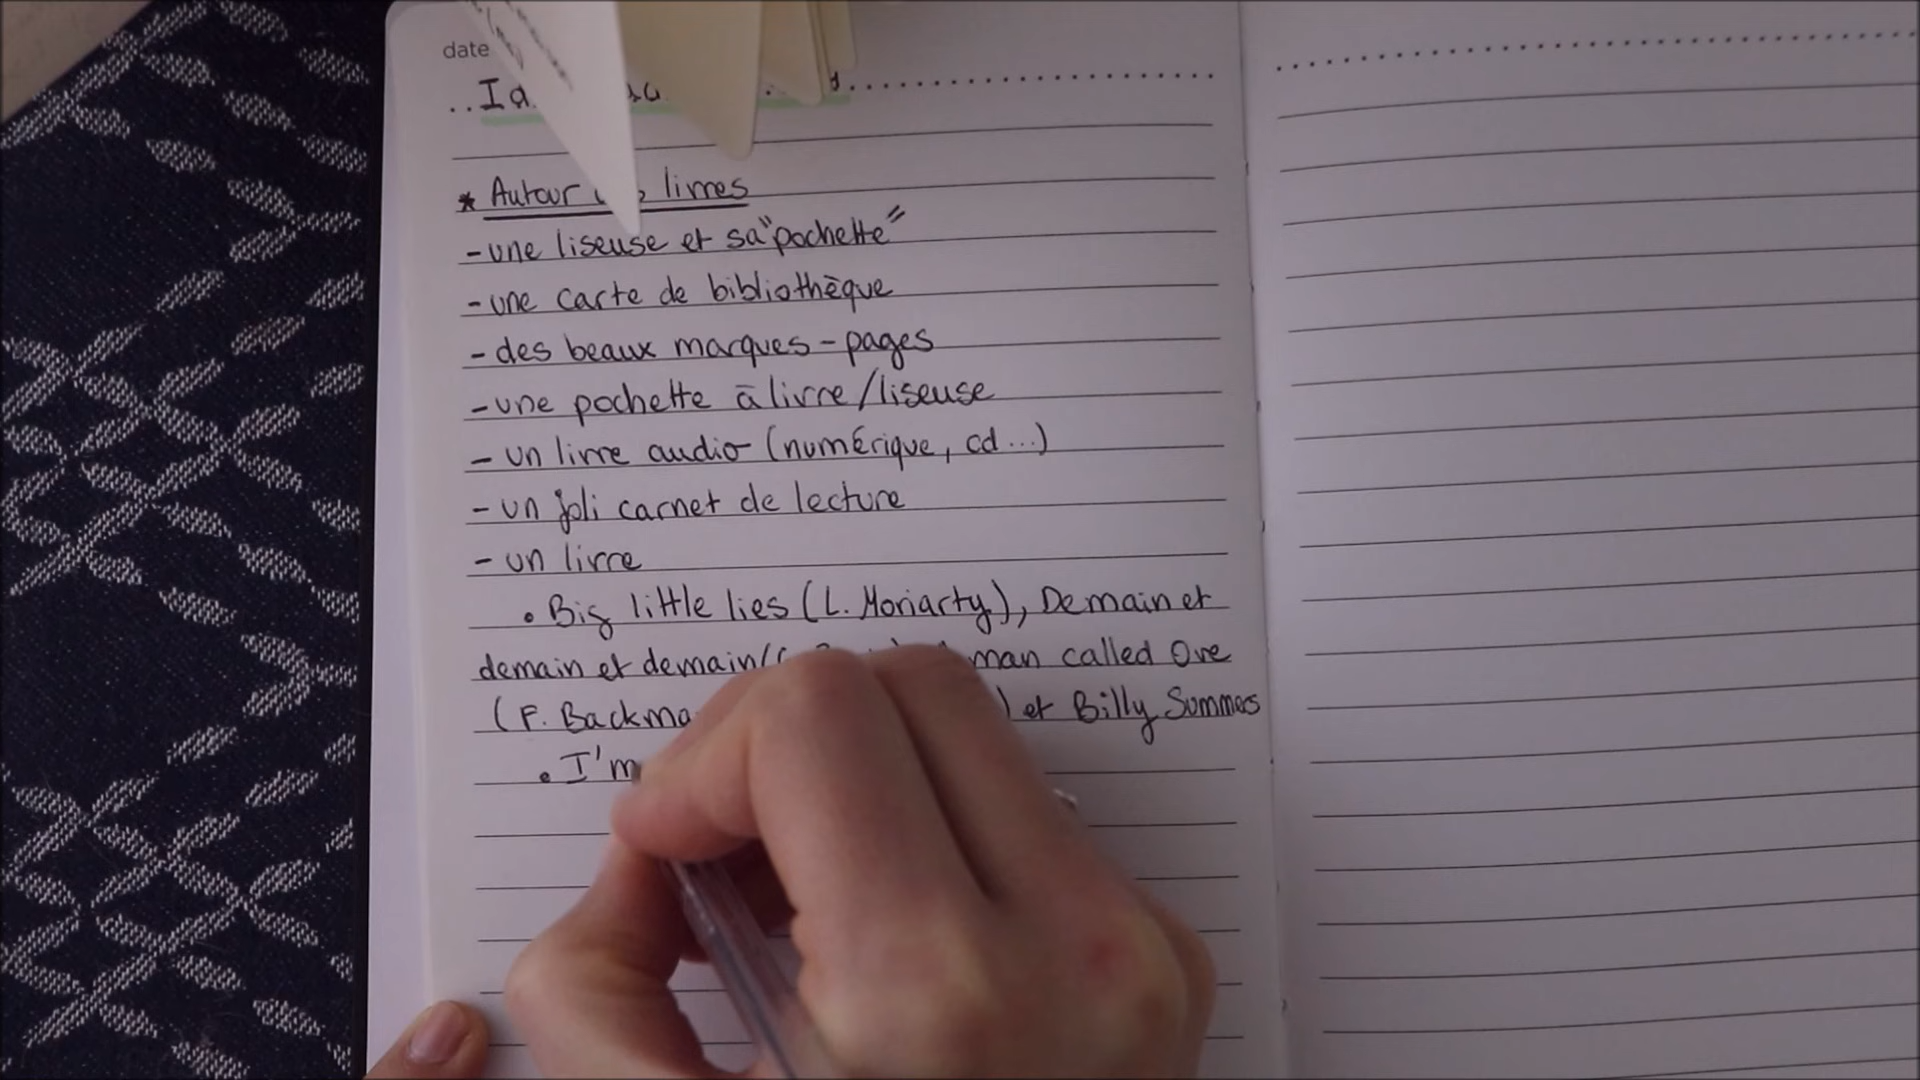 date
* Autour livres
- une liseuse et sa "pochette"
- une carte de bibliothèque
- des beaux marques-pages
- une pochette à livre/liseuse
- un livre audio (numérique, cd...)
- un joli carnet de lecture
- un livre
• Big little lies (L. Moriarty), Demain et
demain et demain man called Ove
(F. et Billy Summers
• I'm